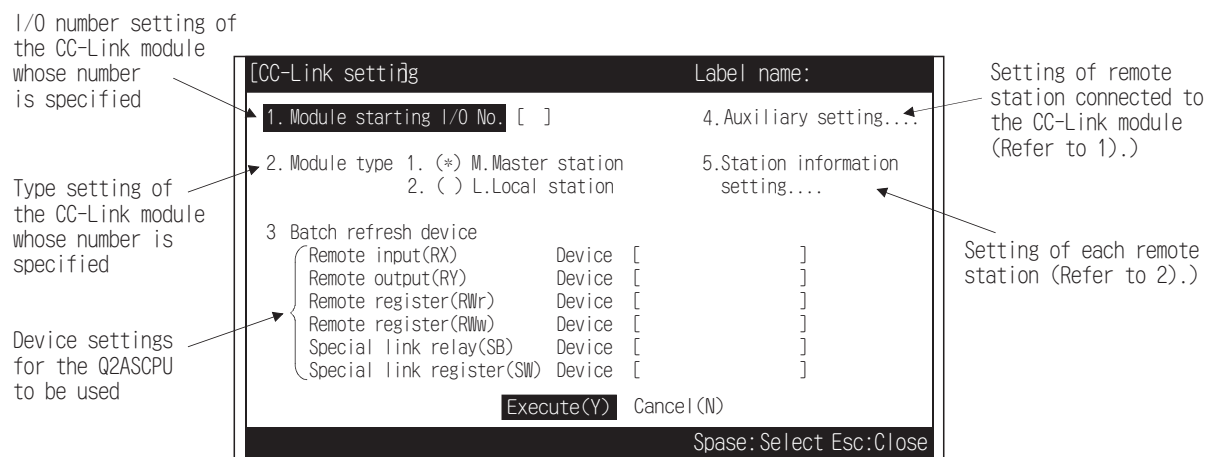 I/O number setting of
the CC-Link module
whose number
is specified
Type setting of
the CC-Link module
whose number is
specified
Device settings
for the Q2ASCPU
to be used
[CC-Link setting] Label name:
1. Module starting I/O No. [ ]
2. Module type 1. (*) M.Master station
2. ( ) L.Local station
3 Batch refresh device
Remote input(RX) Device [ ]
Remote output(RY) Device [ ]
Remote register(RWr) Device [ ]
Remote register(RWw) Device [ ]
Special link relay(SB) Device [ ]
Special link register(SW) Device [ ]
4. Auxiliary setting....
5.Station information
setting....
Execute(Y) Cancel(N)
Spase:Select Esc:Close
Setting of remote
station connected to
the CC-Link module
(Refer to 1).)
Setting of each remote
station (Refer to 2).)